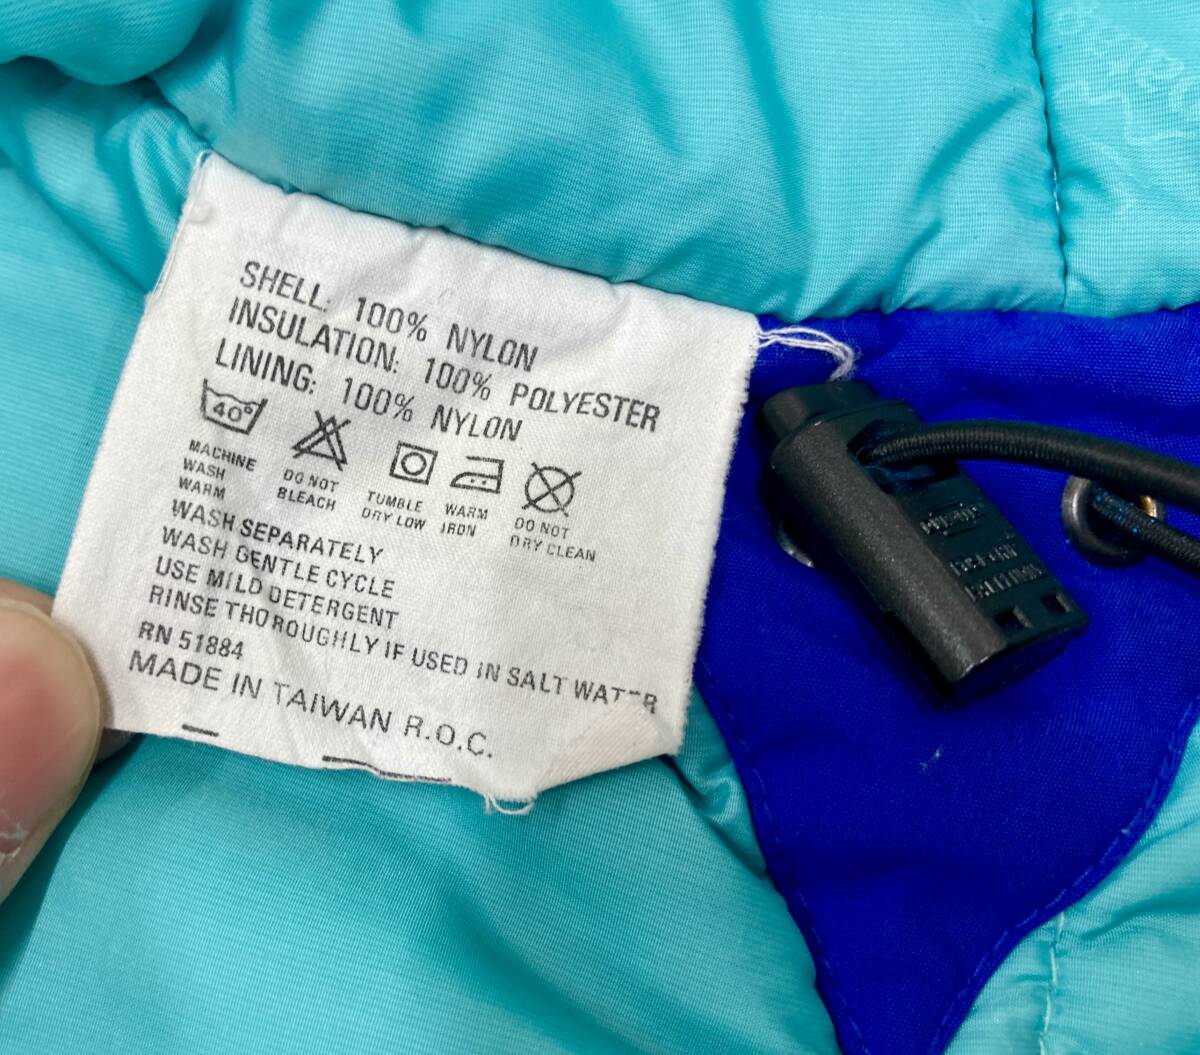 SHELL: 100% NYLON
INSULATION: 100% POLYESTER
LINING: 100% NYLON
40°
MACHINE
WASH
WARM
DO NOT
BLEACH
TUMBLE
DRY LOW
WARM
IRON
DO NOT
DRY CLEAN
WASH SEPARATELY
WASH GENTLE CYCLE
USE MILD DETERGENT
RINSE THOROUGHLY IF USED IN SALT WATER
RN 51884
MADE IN TAIWAN R.O.C.